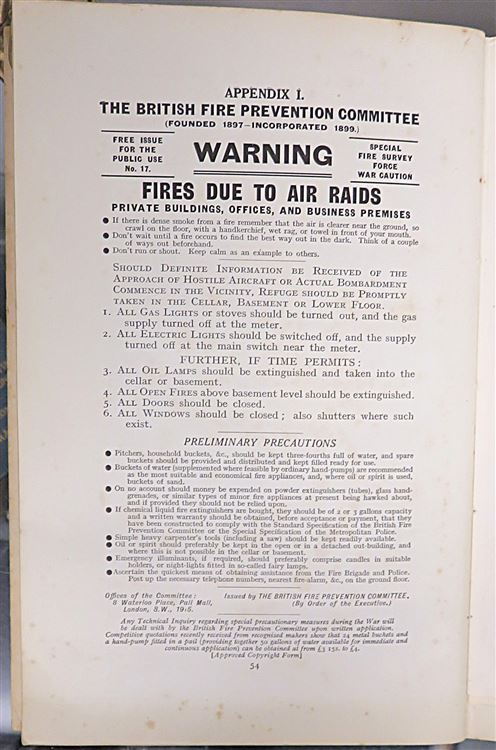 APPENDIX I.
THE BRITISH FIRE PREVENTION COMMITTEE
(FOUNDED 1897—INCORPORATED 1899.)
FREE ISSUE
FOR THE
PUBLIC USE
No. 17.
WARNING
SPECIAL
FIRE SURVEY
FORCE
WAR CAUTION
FIRES DUE TO AIR RAIDS
PRIVATE BUILDINGS, OFFICES, AND BUSINESS PREMISES
● If there is dense smoke from a fire remember that the air is clearer near the ground, so
crawl on the floor, with a handkerchief, wet rag, or towel in front of your mouth.
● Don't wait until a fire occurs to find the best way out in the dark. Think of a couple
of ways out beforehand.
● Don't run or shout. Keep calm as an example to others.
SHOULD DEFINITE INFORMATION BE RECEIVED OF THE
APPROACH OF HOSTILE AIRCRAFT OR ACTUAL BOMBARDMENT
COMMENCE IN THE VICINITY, REFUGE SHOULD BE PROMPTLY
TAKEN IN THE CELLAR, BASEMENT OR LOWER FLOOR.
1. ALL GAS LIGHTS or stoves should be turned out, and the gas
supply turned off at the meter.
2. ALL ELECTRIC LIGHTS should be switched off, and the supply
turned off at the main switch near the meter.
FURTHER, IF TIME PERMITS:
3. ALL OIL LAMPS should be extinguished and taken into the
cellar or basement.
4. ALL OPEN FIRES above basement level should be extinguished.
5. ALL DOORS should be closed.
6. ALL WINDOWS should be closed; also shutters where such
exist.
PRELIMINARY PRECAUTIONS
● Pitchers, household buckets, &c., should be kept three-fourths full of water, and spare
buckets should be provided and distributed and kept filled ready for use.
● Buckets of water (supplemented where feasible by ordinary hand-pumps) are recommended
as the most suitable and economical fire appliances, and, where oil or spirit is used,
buckets of sand.
● On no account should money be expended on powder extinguishers (tubes), glass hand-
grenades, or similar types of minor fire appliances at present being hawked about,
and if provided they should not be relied upon.
● If chemical liquid fire extinguishers are bought, they should be of 2 or 3 gallons capacity
and a written warranty should be obtained, before acceptance or payment, that they
have been constructed to comply with the Standard Specification of the British Fire
Prevention Committee or the Special Specification of the Metropolitan Police.
● Simple heavy carpenter's tools (including a saw) should be kept readily available.
● Oil or spirit should preferably be kept in the open or in a detached out-building, and
where this is not possible in the cellar or basement.
● Emergency illuminants, if required, should preferably comprise candles in suitable
holders, or night-lights fitted in so-called fairy lamps.
● Ascertain the quickest means of obtaining assistance from the Fire Brigade and Police.
Post up the necessary telephone numbers, nearest fire-alarm, &c., on the ground floor.
Offices of the Committee:
8 Waterloo Place, Pall Mall,
London, S.W., 1916.
Issued by THE BRITISH FIRE PREVENTION COMMITTEE.
(By Order of the Executive.)
Any Technical Inquiry regarding special precautionary measures during the War will
be dealt with by the British Fire Prevention Committee upon written application.
Competitive quotations recently received from recognised makers show that 24 metal buckets and
a hand-pump fitted in a pail (providing together 50 gallons of water available for immediate and
continuous application) can be obtained at from £3 15s. to £4.
[Approved Copyright Form]
54